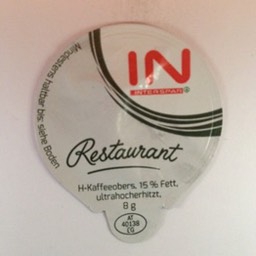 Mindestens haltbar bis: siehe Boden
IN
INTERSPAR
Restaurant
H-Kaffeeobers, 15 % Fett,
ultrahocherhitzt,
8 g
AT
40138
EG